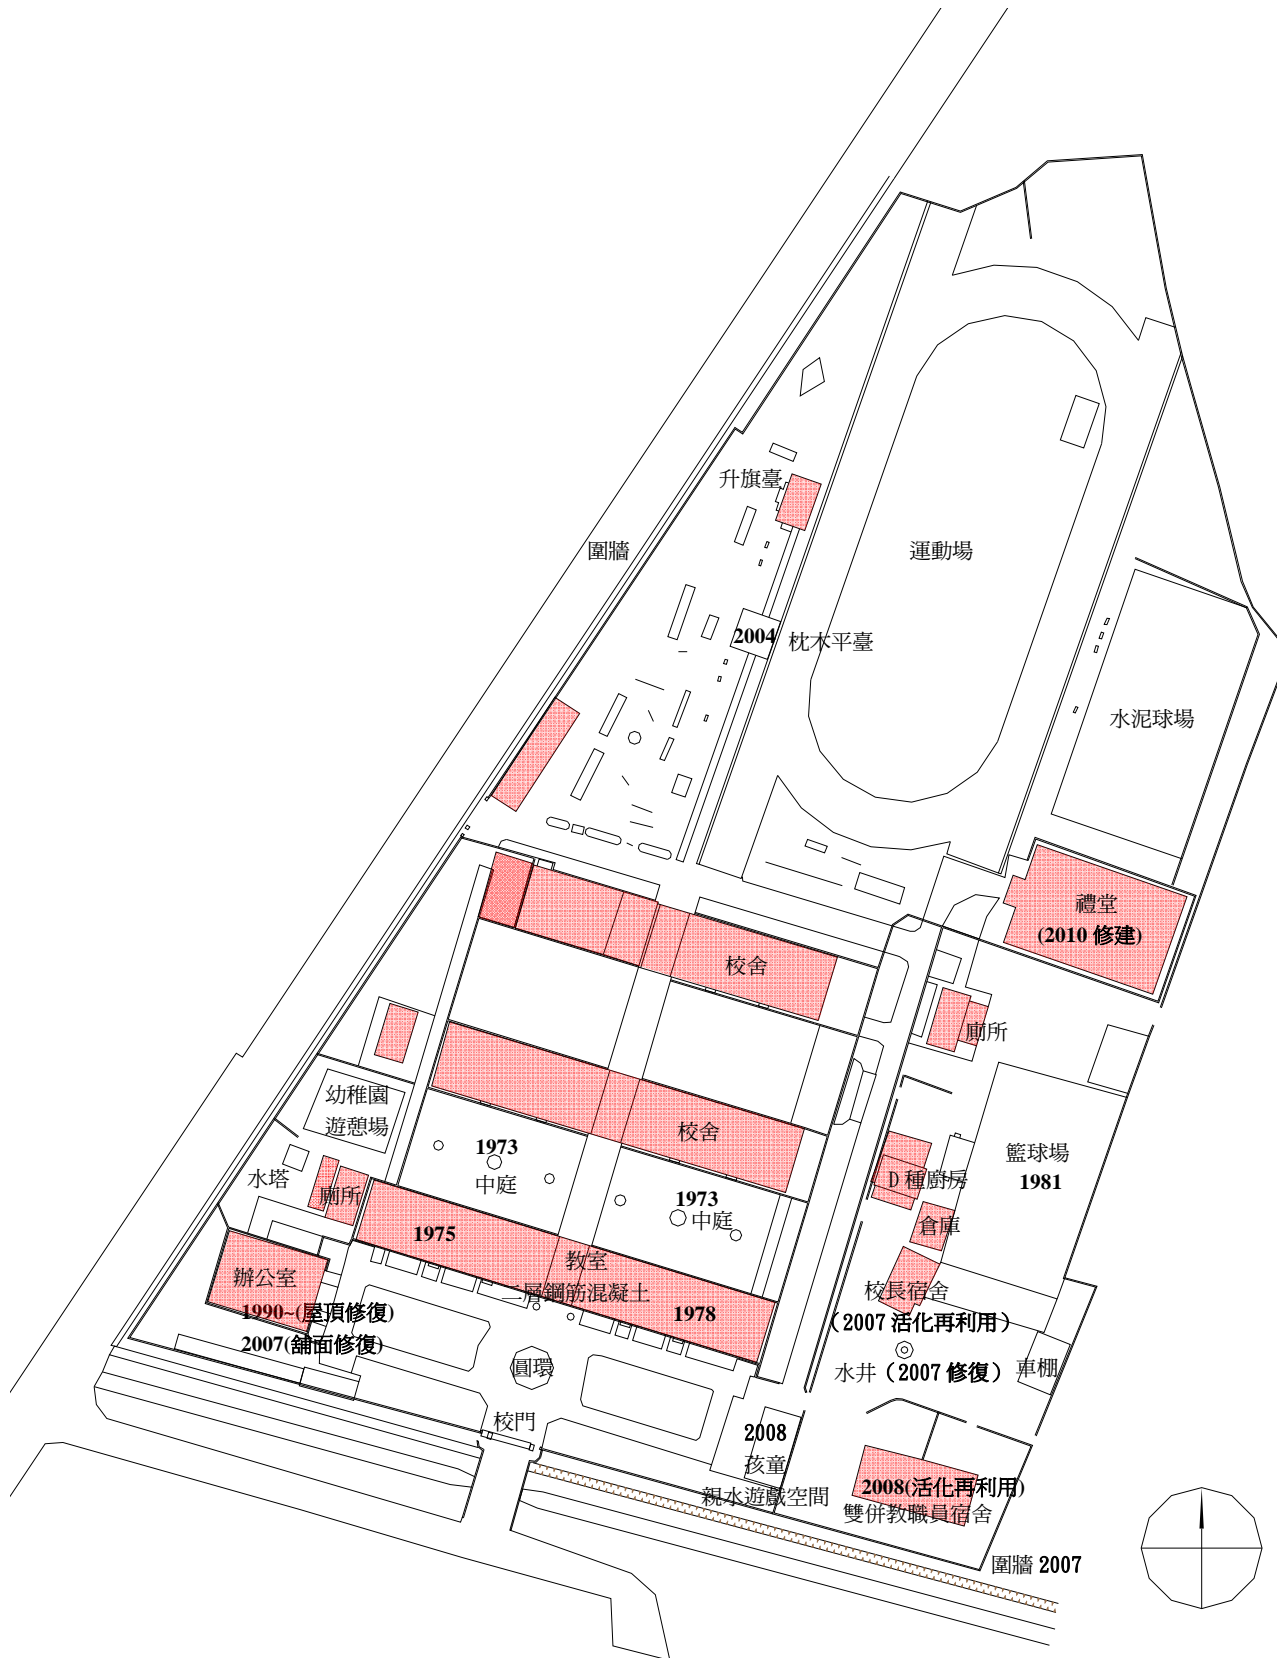 升旗臺
圍牆
運動場
2004 枕木平臺
水泥球場
禮堂
(2010 修建)
校舍
廁所
幼稚園
遊憩場
校舍
1973
中庭
籃球場
1981
水塔
廁所
D種廚房
1973
中庭
倉庫
1975
教室
二層鋼筋混凝土
1978
辦公室
1990~(屋頂修復)
2007(舖面修復)
校長宿舍
(2007 活化再利用)
圓環
水井(2007 修復)
車棚
校門
2008
孩童
親水遊戲空間
2008(活化再利用)
雙併教職員宿舍
圍牆 2007